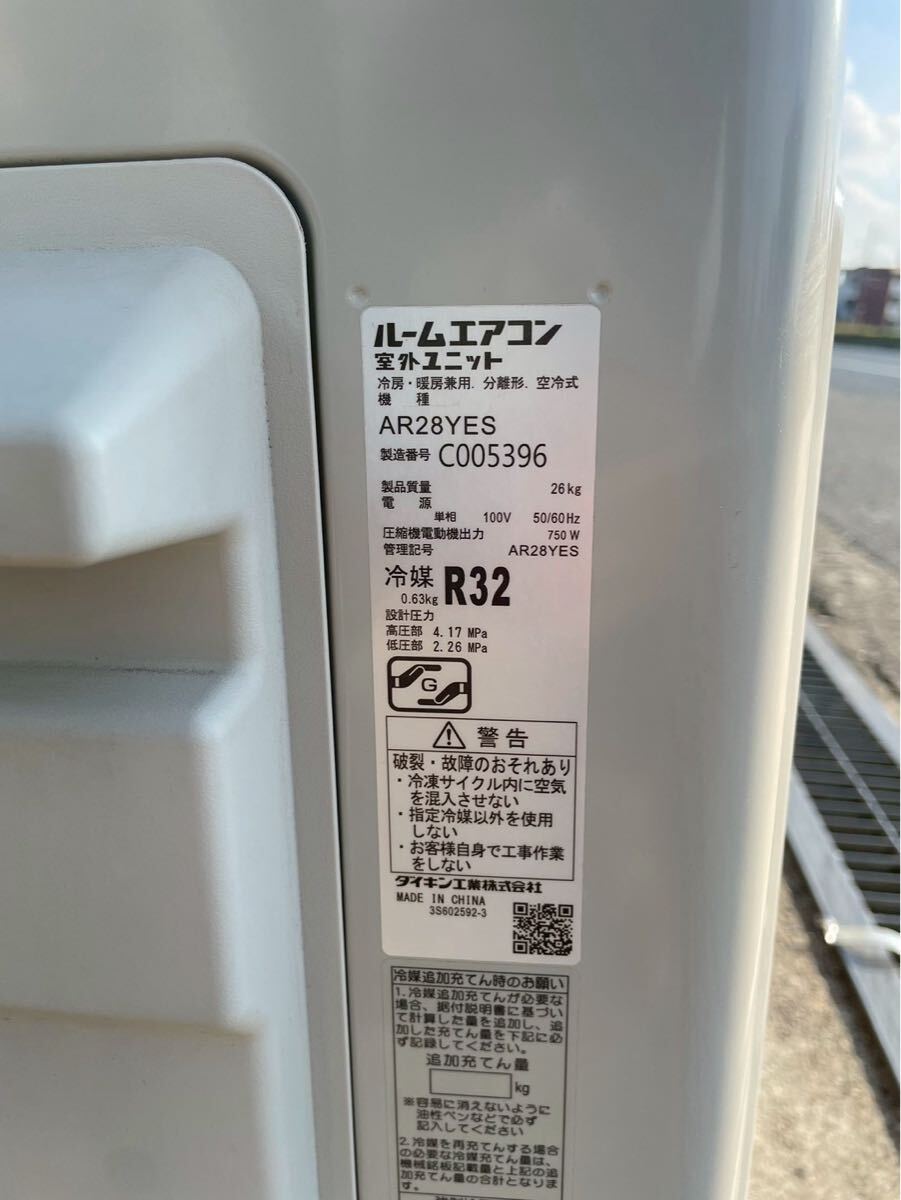 ルームエアコン
室外ユニット
冷房・暖房兼用. 分離形. 空冷式
機 種
AR28YES
製造番号 C005396
製品質量 26kg
電 源
単相 100V 50/60Hz
圧縮機電動機出力 750W
管理記号 AR28YES
冷媒 R32
0.63kg
設計圧力
高圧部 4.17 MPa
低圧部 2.26 MPa
G
警告
破裂・故障のおそれあり
・冷凍サイクル内に空気
を混入させない
・指定冷媒以外を使用
しない
・お客様自身で工事作業
をしない
ダイキン工業株式会社
MADE IN CHINA
3S602592-3
冷媒追加充てん時のお願い
1.冷媒追加充てんが必要な
場合、据付説明書に基づい
て計算した量を追加し、追
加した充てん量を下記に必
ず記録してください。
追加充てん量
kg
※容易に消えないように
油性ペンなどで必ず
記入してください
2.冷媒を再充てんする場合
の必要な冷媒充てん量は、
機械銘板記載量と上記の追
加充てん量の合計となりま
す。